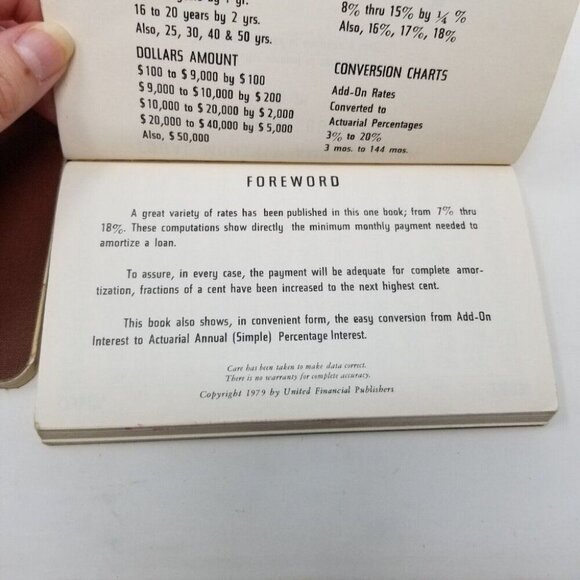 by 1 yr.
16 to 20 years by 2 yrs.
Also, 25, 30, 40 & 50 yrs.
DOLLARS AMOUNT
$100 to $9,000 by $100
$9,000 to $10,000 by $200
$10,000 to $20,000 by $2,000
$20,000 to $40,000 by $5,000
Also, $50,000
8% thru 15% by ¼ %
Also, 16%, 17%, 18%
CONVERSION CHARTS
Add-On Rates
Converted to
Actuarial Percentages
3% to 20%
3 mos. to 144 mos.
FOREWORD
A great variety of rates has been published in this one book; from 7% thru
18%. These computations show directly the minimum monthly payment needed to
amortize a loan.
To assure, in every case, the payment will be adequate for complete amor-
tization, fractions of a cent have been increased to the next highest cent.
This book also shows, in convenient form, the easy conversion from Add-On
Interest to Actuarial Annual (Simple) Percentage Interest.
Care has been taken to make data correct.
There is no warranty for complete accuracy.
Copyright 1979 by United Financial Publishers